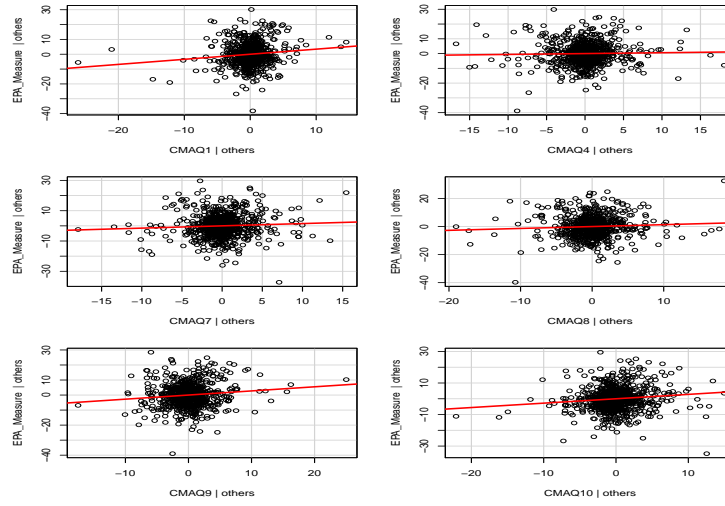 EPA_Measure | others
−40 0 10 30
−20 −10 0 10
CMAQ1 | others
EPA_Measure | others
−40 −20 0 20
−15 −10 −5 0 5 10 15
CMAQ4 | others
EPA_Measure | others
−30 −10 10 30
−15 −10 −5 0 5 10 15
CMAQ7 | others
EPA_Measure | others
−40 −20 0 20
−20 −10 0 10
CMAQ8 | others
EPA_Measure | others
−40 0 10 30
−10 0 10 20
CMAQ9 | others
EPA_Measure | others
−30 −10 10 30
−20 −10 0 10
CMAQ10 | others